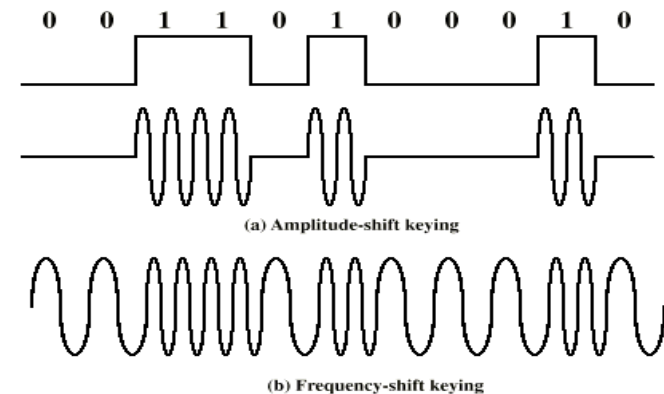 0 0 1 1 0 1 0 0 0 1 0
(a) Amplitude-shift keying
(b) Frequency-shift keying